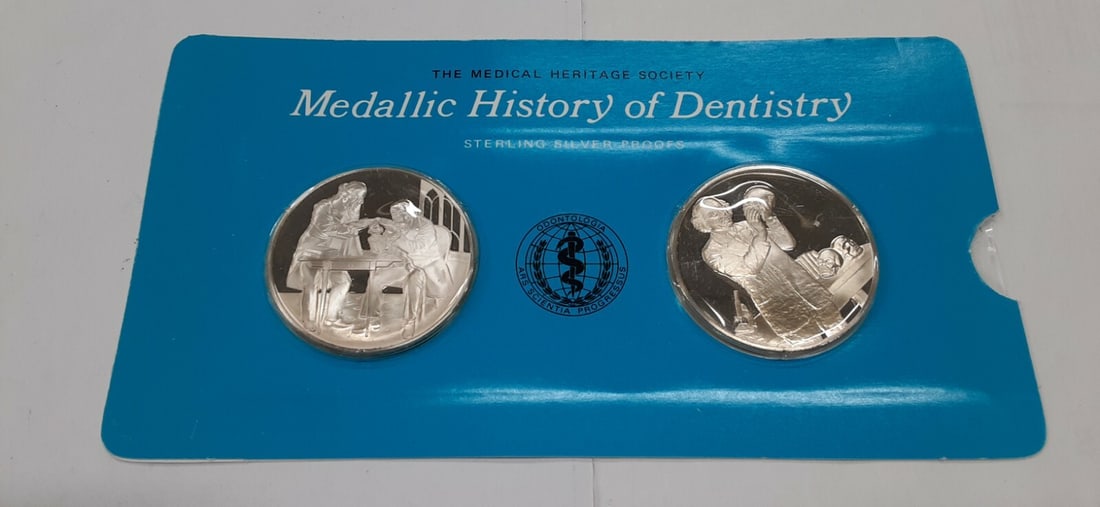 THE MEDICAL HERITAGE SOCIETY
Medallic History of Dentistry
STERLING SILVER PROOFS
ODONTOLOGIA
ARS SCIENTIA PROGRESSUS